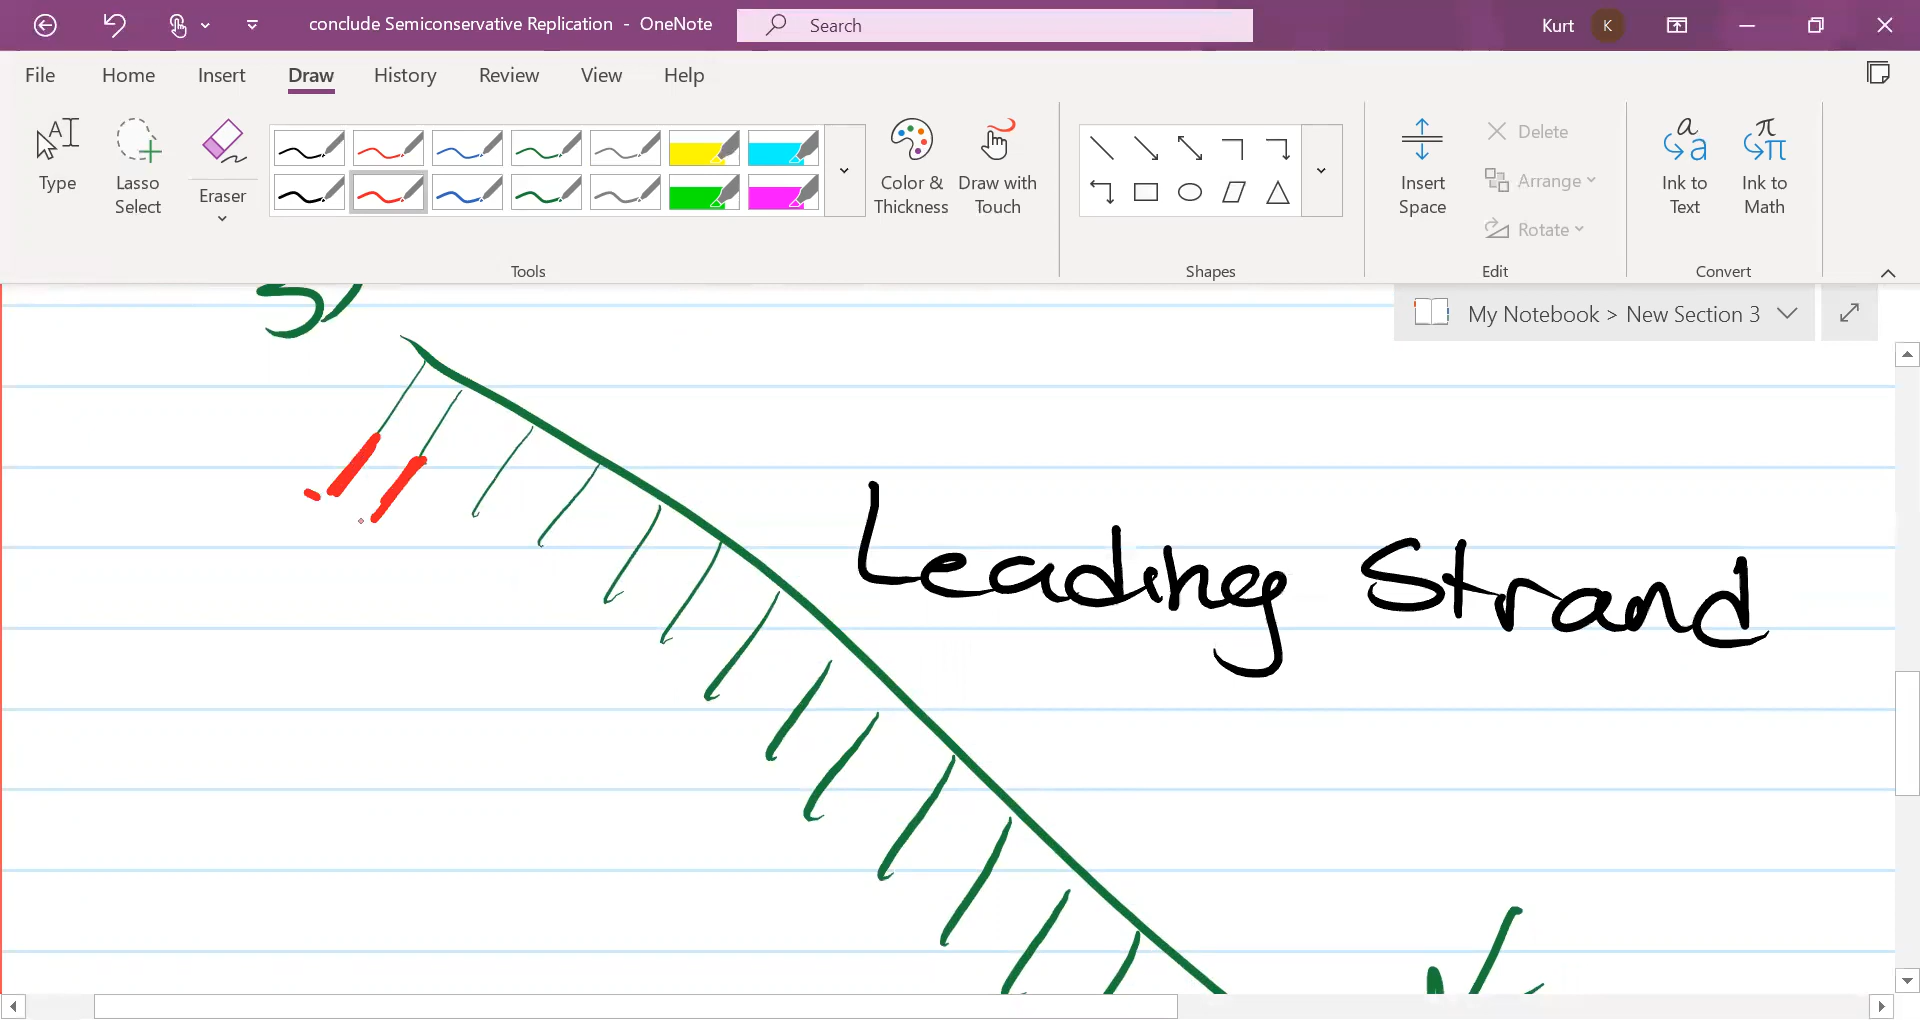 conclude Semiconservative Replication - OneNote
Search
Kurt
K
File Home Insert Draw History Review View Help
Type
Lasso Select
Eraser
Color & Thickness
Draw with Touch
Insert Space
Delete
Arrange
Rotate
Ink to Text
Ink to Math
Tools
Shapes
Edit
Convert
My Notebook > New Section 3
Leading Strand